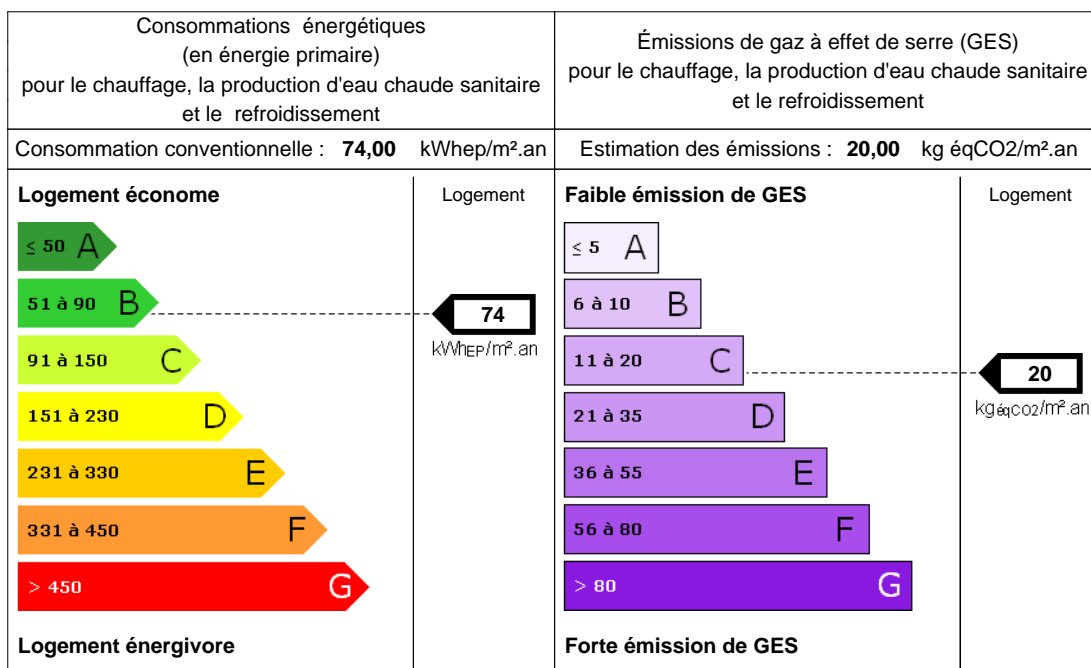 Consommations énergétiques
(en énergie primaire)
pour le chauffage, la production d'eau chaude sanitaire
et le refroidissement
Émissions de gaz à effet de serre (GES)
pour le chauffage, la production d'eau chaude sanitaire
et le refroidissement
Consommation conventionnelle : 74,00 kWhep/m².an
Estimation des émissions : 20,00 kg éqCO2/m².an
Logement économe
Logement
≤ 50 A
51 à 90 B
74
kWhEP/m².an
91 à 150 C
151 à 230 D
231 à 330 E
331 à 450 F
> 450 G
Logement énergivore
Faible émission de GES
Logement
≤ 5 A
6 à 10 B
11 à 20 C
20
kgéqCO2/m².an
21 à 35 D
36 à 55 E
56 à 80 F
> 80 G
Forte émission de GES